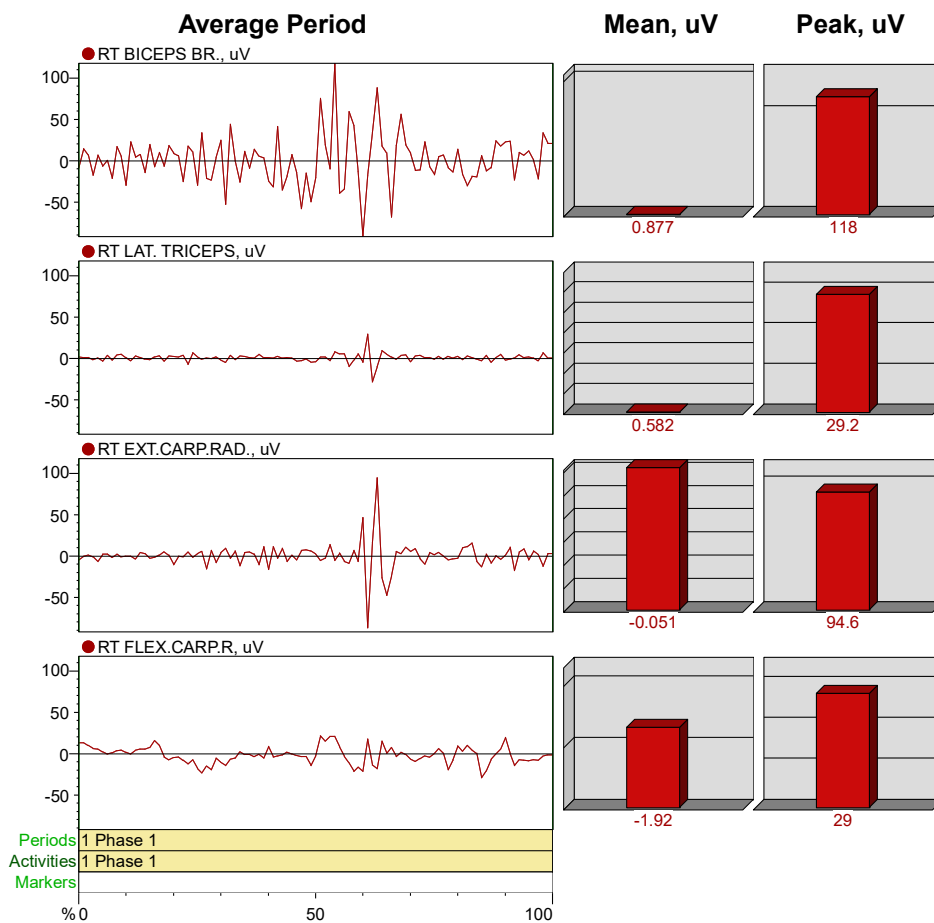 Average Period Mean, uV Peak, uV
RT BICEPS BR., uV
100
50
0
-50
0.877 118
RT LAT. TRICEPS, uV
100
50
0
-50
0.582 29.2
RT EXT.CARP.RAD., uV
100
50
0
-50
-0.051 94.6
RT FLEX.CARP.R, uV
100
50
0
-50
-1.92 29
Periods 1 Phase 1
Activities 1 Phase 1
Markers
% 0 50 100